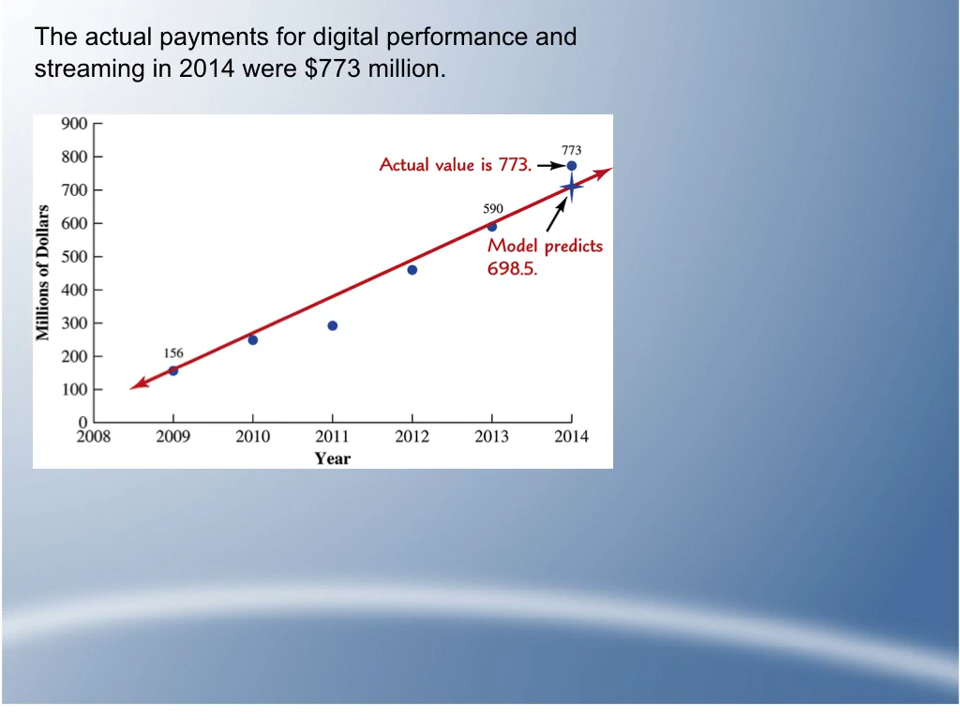 The actual payments for digital performance and
streaming in 2014 were $773 million.
900
800
700
600
500
400
300
200
100
0
Millions of Dollars
156
590
773
Actual value is 773.
Model predicts
698.5.
2008 2009 2010 2011 2012 2013 2014
Year